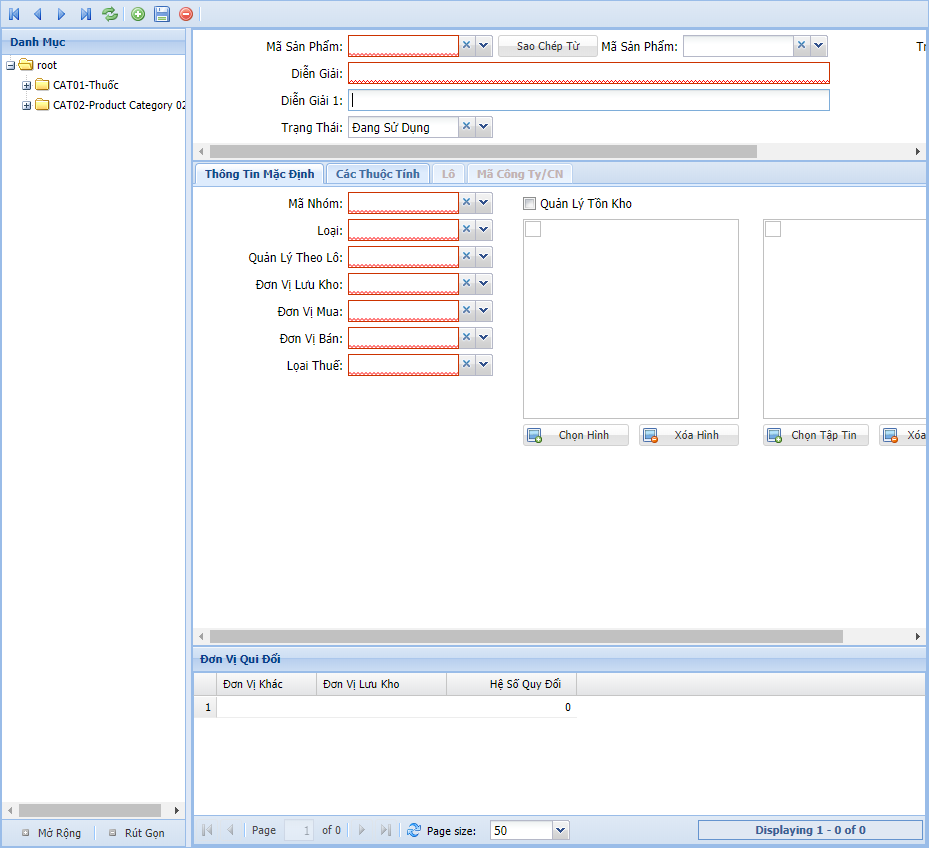 Danh Mục
root
CAT01-Thuốc
CAT02-Product Category 02
Mở Rộng
Rút Gọn
Mã Sản Phẩm:
Sao Chép Từ
Mã Sản Phẩm:
Tr
Diễn Giải:
Diễn Giải 1:
Trạng Thái:
Đang Sử Dụng
Thông Tin Mặc Định
Các Thuộc Tính
Lô
Mã Công Ty/CN
Mã Nhóm:
Quản Lý Tồn Kho
Loại:
Quản Lý Theo Lô:
Đơn Vị Lưu Kho:
Đơn Vị Mua:
Đơn Vị Bán:
Loại Thuế:
Chọn Hình
Xóa Hình
Chọn Tập Tin
Xóa
Đơn Vị Qui Đổi
Đơn Vị Khác
Đơn Vị Lưu Kho
Hệ Số Quy Đổi
1
0
Page 1 of 0
Page size: 50
Displaying 1 - 0 of 0